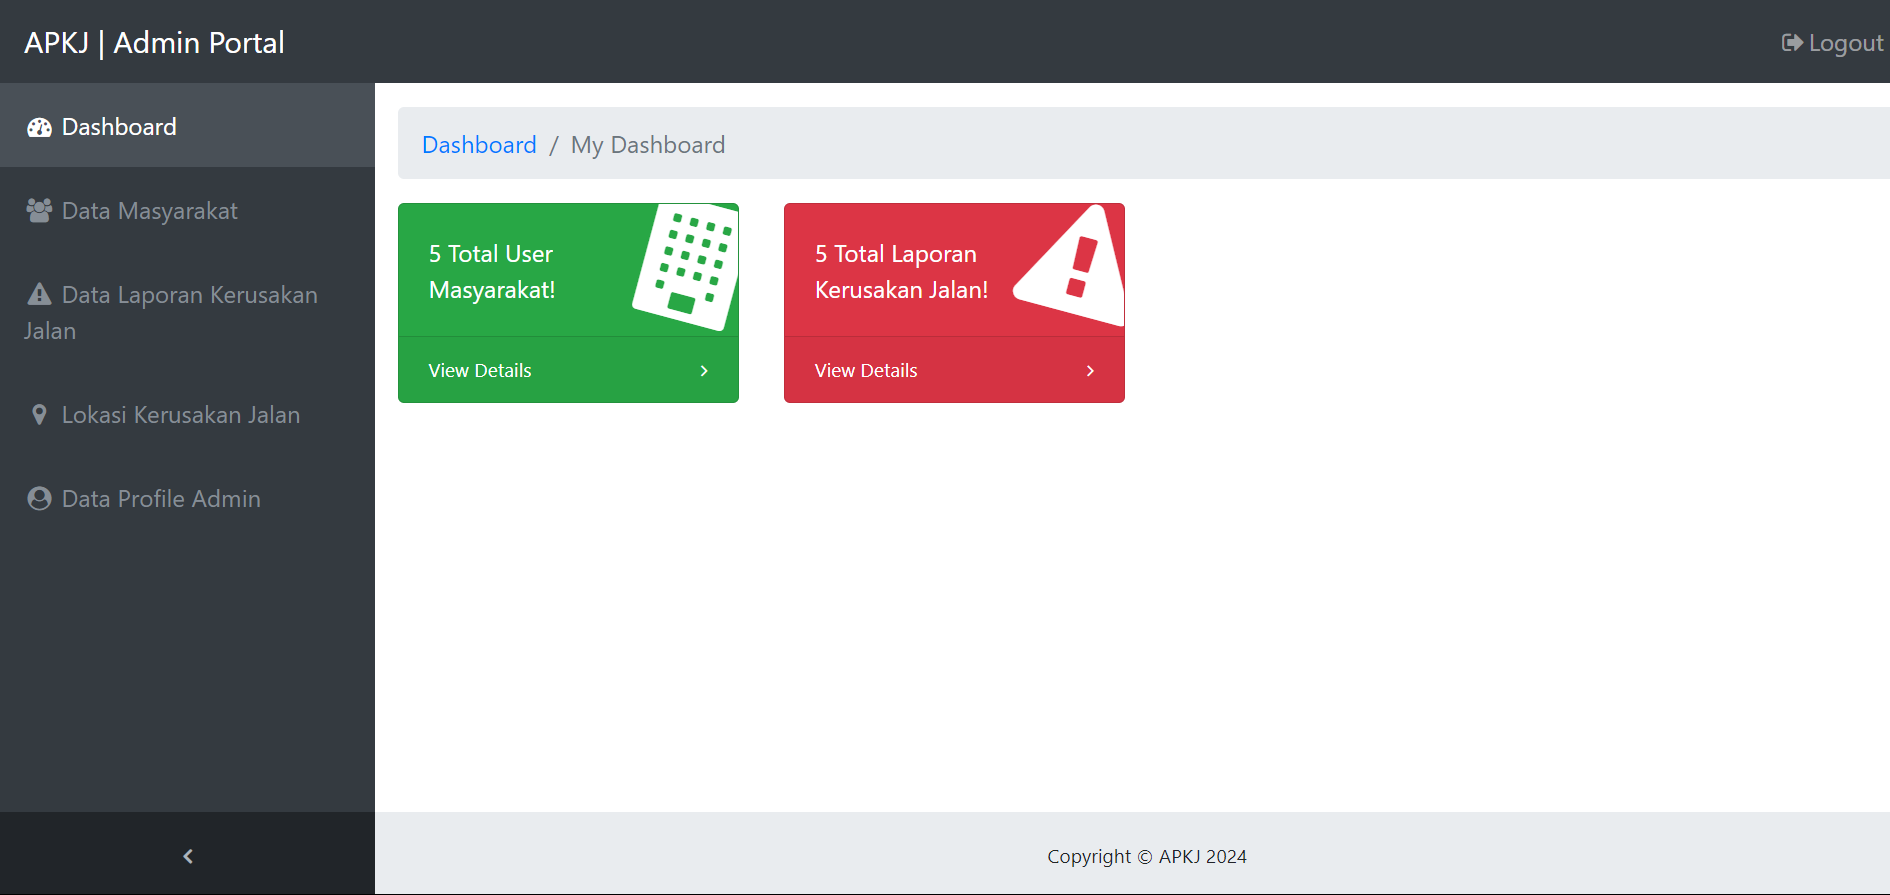 APKJ | Admin Portal
Logout
Dashboard
Data Masyarakat
Data Laporan Kerusakan
Jalan
Lokasi Kerusakan Jalan
Data Profile Admin
Dashboard / My Dashboard
5 Total User
Masyarakat!
View Details
5 Total Laporan
Kerusakan Jalan!
View Details
Copyright © APKJ 2024